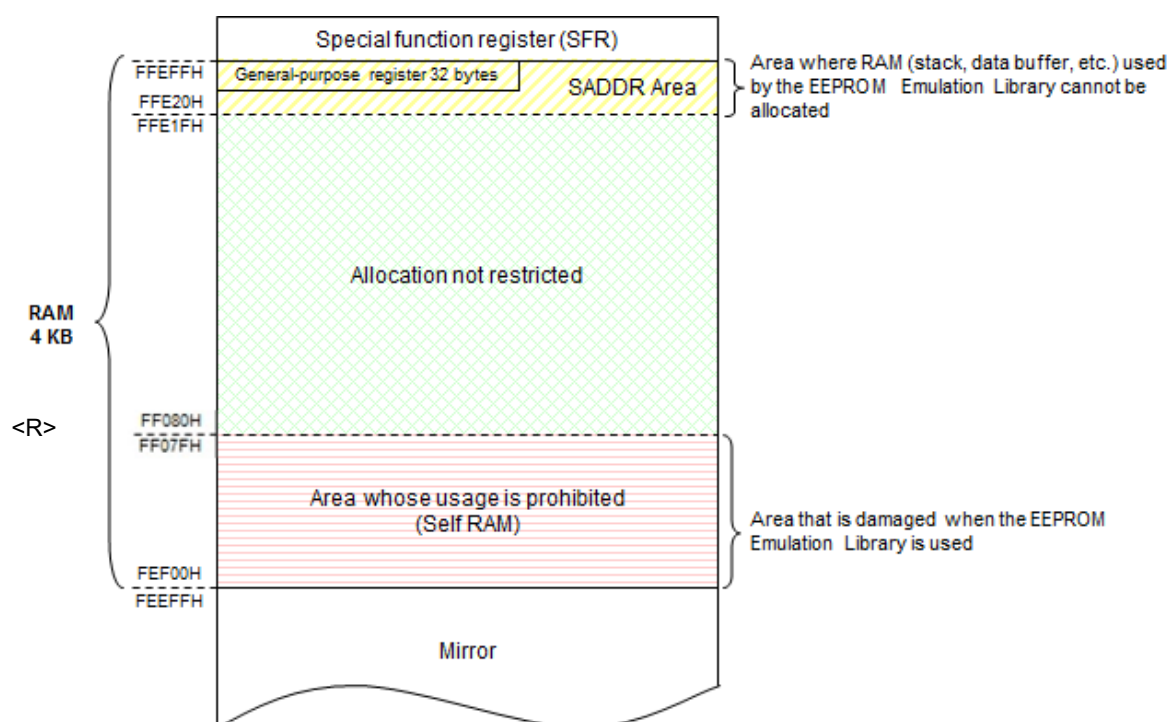 Special function register (SFR)
FFEFFH
General-purpose register 32 bytes
SADDR Area
FFE20H
FFE1FH
Area where RAM (stack, data buffer, etc.) used
by the EEPROM Emulation Library cannot be
allocated
Allocation not restricted
RAM
4 KB
<R>
FF080H
FF07FH
Area whose usage is prohibited
(Self RAM)
Area that is damaged when the EEPROM
Emulation Library is used
FEF00H
FEEFFH
Mirror